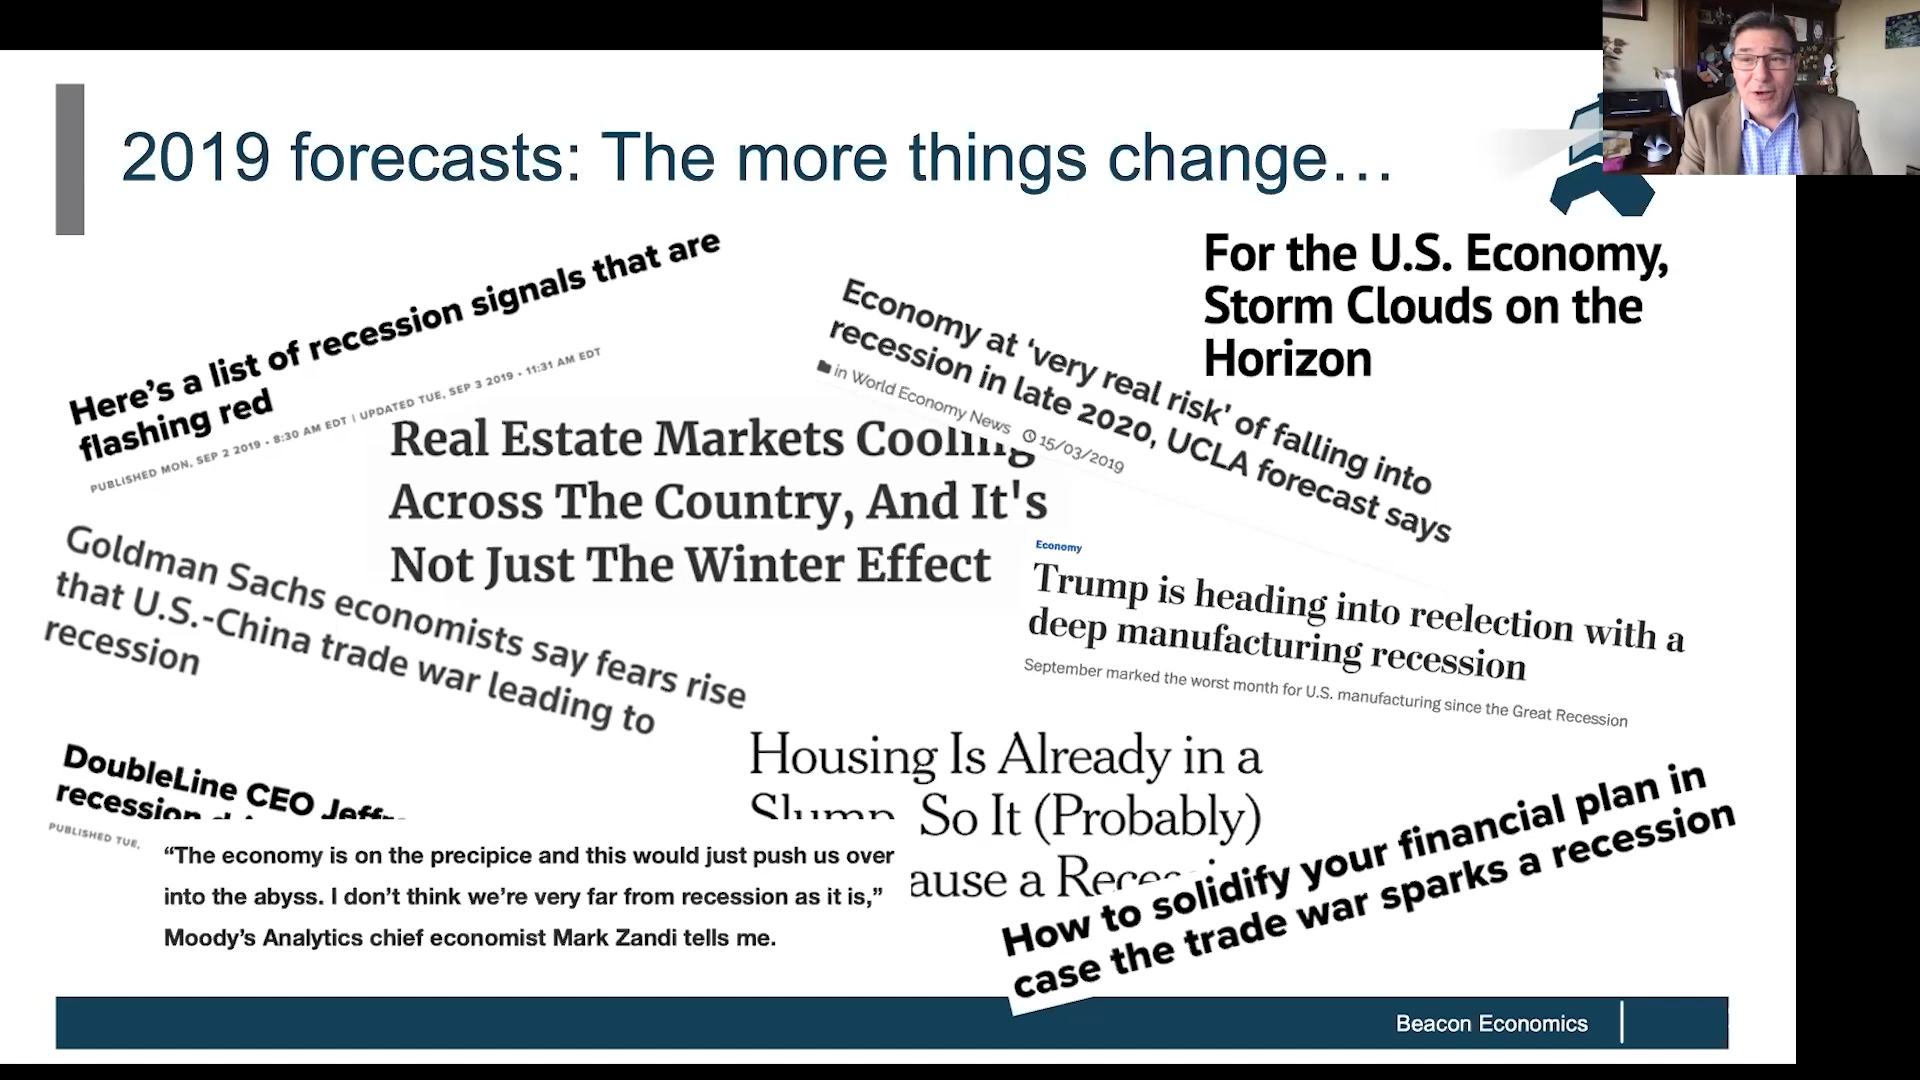 2019 forecasts: The more things change…
Here’s a list of recession signals that are
flashing red
PUBLISHED MON, SEP 2 2019 • 8:30 AM EDT | UPDATED TUE, SEP 3 2019 • 11:31 AM EDT
Economy at ‘very real risk’ of falling into
recession in late 2020, UCLA forecast says
in World Economy News 15/03/2019
For the U.S. Economy,
Storm Clouds on the
Horizon
Real Estate Markets Cooling
Across The Country, And It's
Not Just The Winter Effect
Goldman Sachs economists say fears rise
that U.S.-China trade war leading to
recession
Economy
Trump is heading into reelection with a
deep manufacturing recession
September marked the worst month for U.S. manufacturing since the Great Recession
DoubleLine CEO
recession
PUBLISHED TUE,
“The economy is on the precipice and this would just push us over
into the abyss. I don’t think we’re very far from recession as it is,”
Moody’s Analytics chief economist Mark Zandi tells me.
Housing Is Already in a
Slump, So It (Probably)
ause a
How to solidify your financial plan in
case the trade war sparks a recession
Beacon Economics